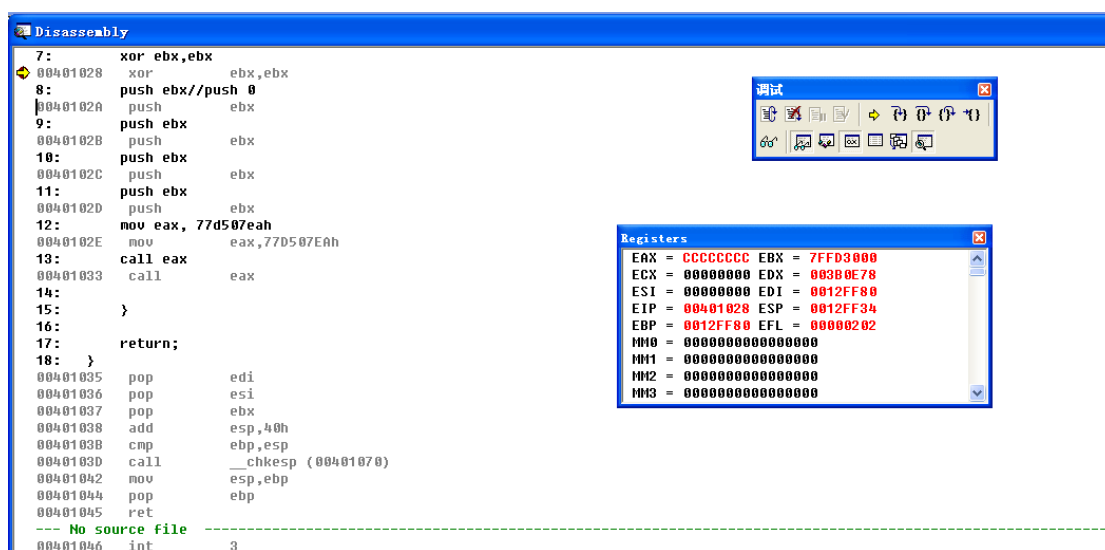 Disassembly
7: xor ebx,ebx
00401028 xor ebx,ebx
8: push ebx//push 0
0040102A push ebx
9: push ebx
0040102B push ebx
10: push ebx
0040102C push ebx
11: push ebx
0040102D push ebx
12: mov eax, 77d507eah
0040102E mov eax,77D507EAh
13: call eax
00401033 call eax
14:
15: }
16:
17: return;
18: }
00401035 pop edi
00401036 pop esi
00401037 pop ebx
00401038 add esp,40h
0040103B cmp ebp,esp
0040103D call __chkesp (00401070)
00401042 mov esp,ebp
00401044 pop ebp
00401045 ret
--- No source file ---
00401046 int 3
调试
Registers
EAX = CCCCCCCC EBX = 7FFD3000
ECX = 00000000 EDX = 003B0E78
ESI = 00000000 EDI = 0012FF80
EIP = 00401028 ESP = 0012FF34
EBP = 0012FF80 EFL = 00000202
MM0 = 0000000000000000
MM1 = 0000000000000000
MM2 = 0000000000000000
MM3 = 0000000000000000